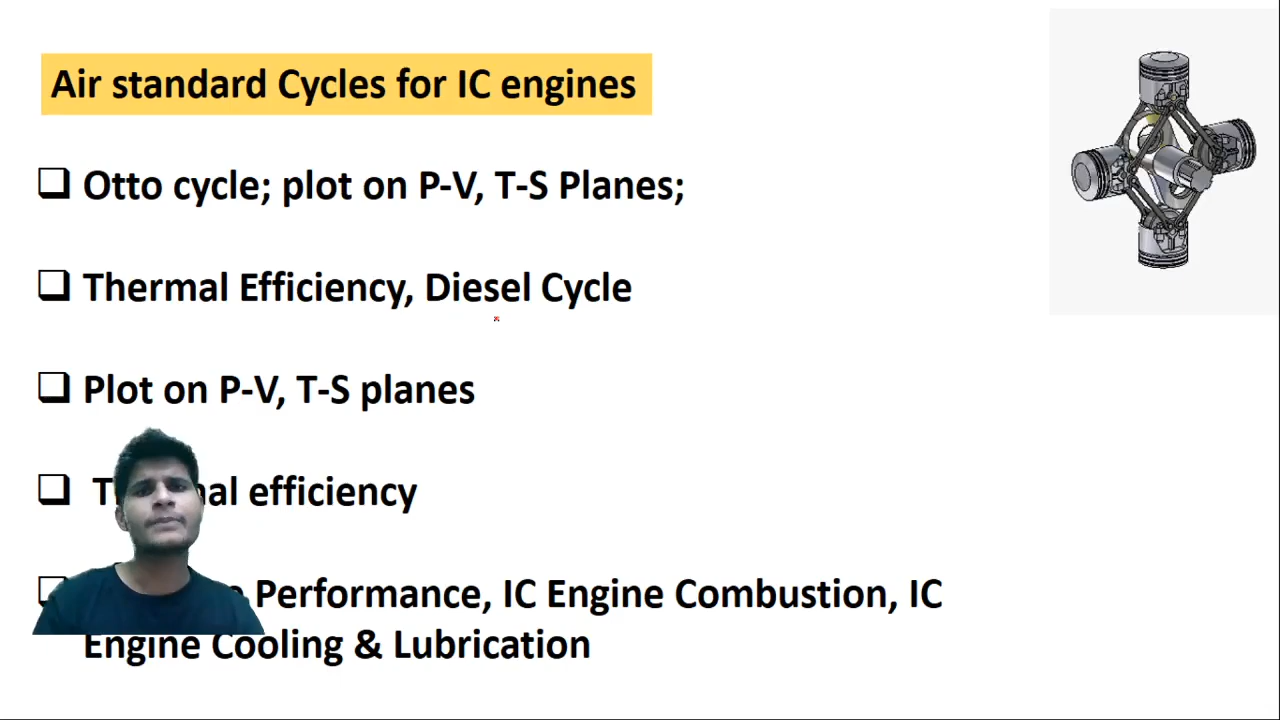 Air standard Cycles for IC engines
Otto cycle; plot on P-V, T-S Planes;
Thermal Efficiency, Diesel Cycle
Plot on P-V, T-S planes
efficiency
Performance, IC Engine Combustion, IC
Engine Cooling & Lubrication